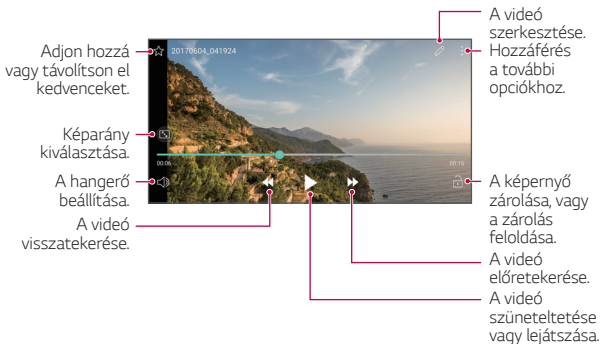 A videó
szerkesztése.
Adjon hozzá
vagy távolítson el
kedvenceket.
20170604_041924
Hozzáférés
a további
opciókhoz.
Képarány
kiválasztása.
00:06
00:15
A hangerő
beállítása.
A képernyő
zárolása, vagy
a zárolás
feloldása.
A videó
visszatekerése.
A videó
előretekerése.
A videó
szüneteltetése
vagy lejátszása.